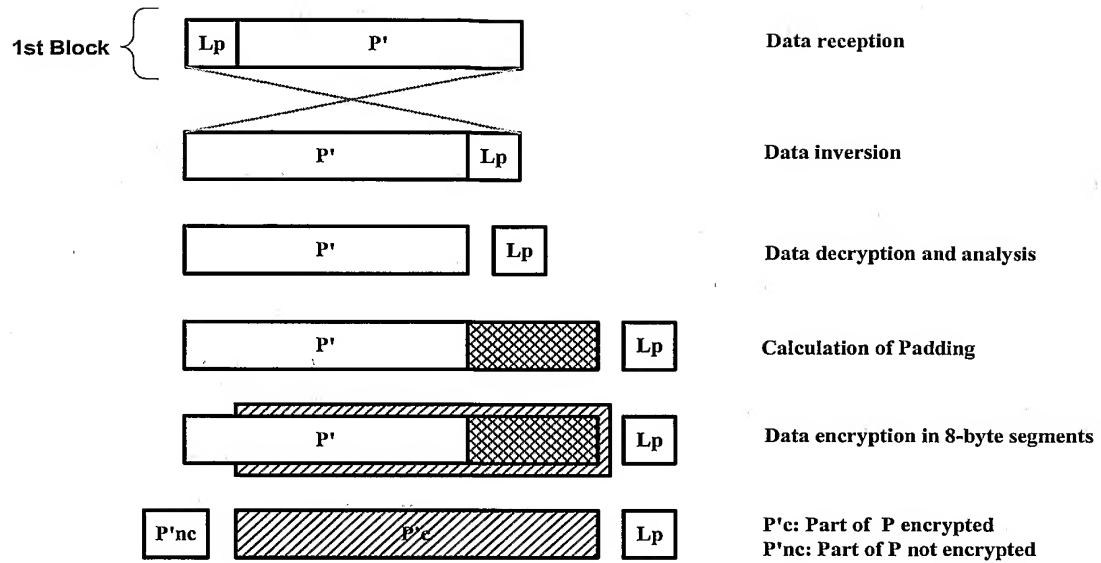 1st Block
Lp P' Data reception
P' Lp Data inversion
P' Lp Data decryption and analysis
P' Lp Calculation of Padding
P' Lp Data encryption in 8-byte segments
P'nc P'c Lp P'c: Part of P encrypted
P'nc: Part of P not encrypted